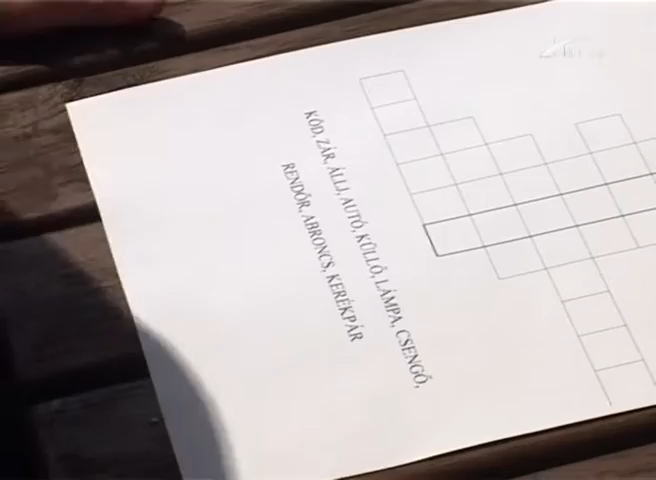 KÓD, ZÁR, ÁLLJ, AUTÓ, KÜLLŐ, LÁMPA, CSENGŐ,
RENDŐR, ABRONCS, KERÉKPÁR